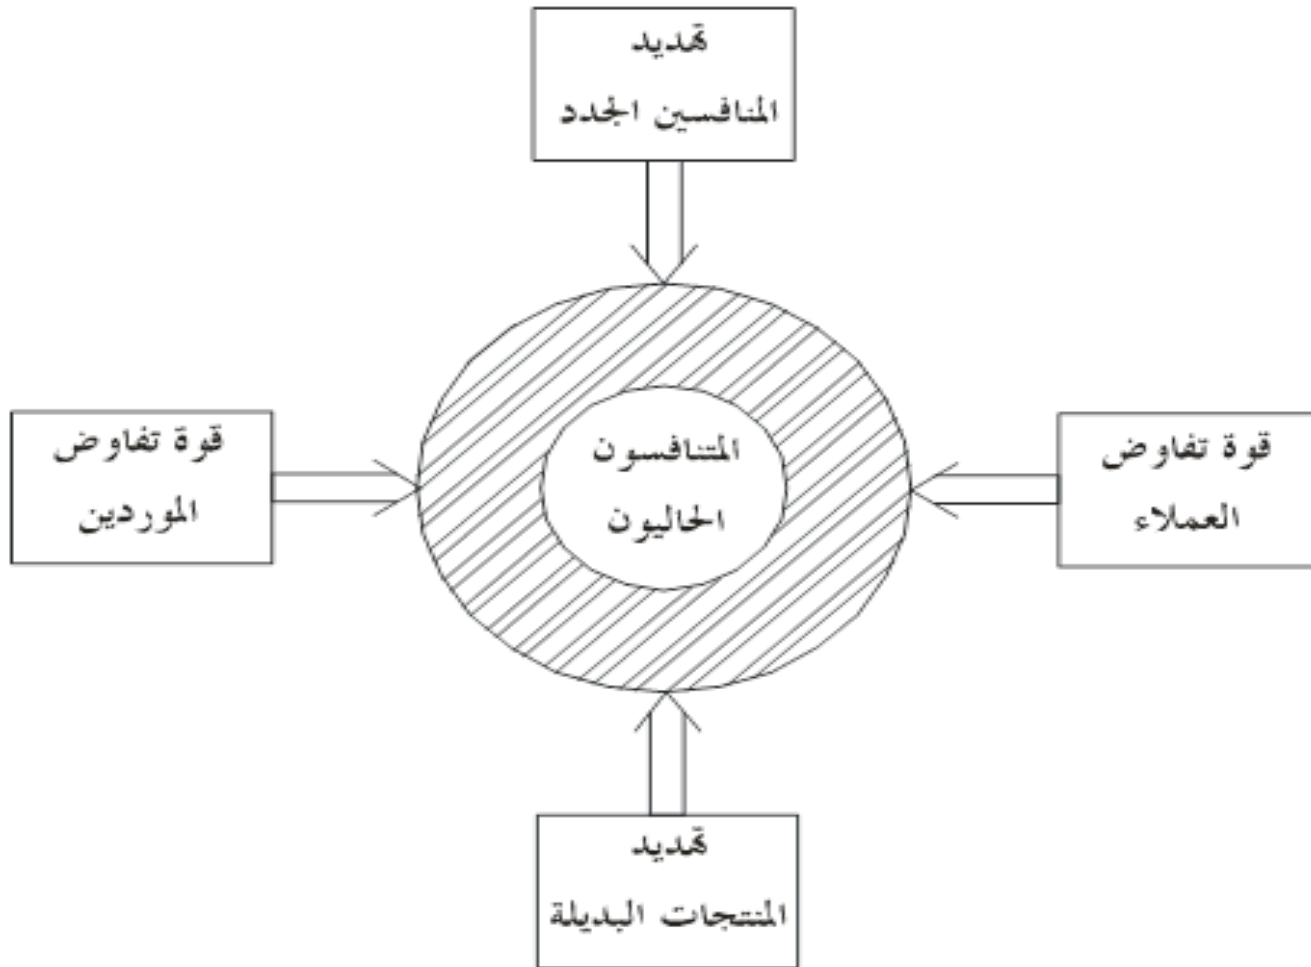 تهديد
المنافسين الجدد
قوة تفاوض
العملاء
المتنافسون
الحاليون
قوة تفاوض
الموردين
تهديد
المنتجات البديلة